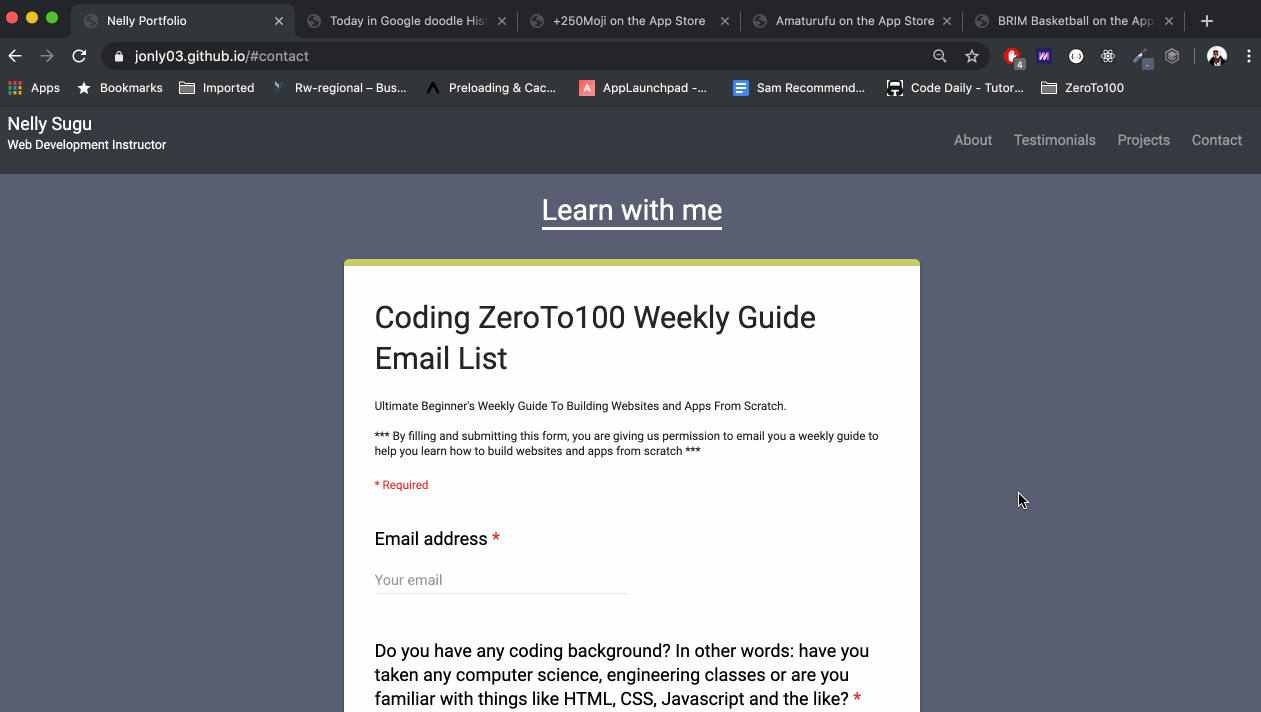 Nelly Portfolio
Today in Google doodle His
+250Moji on the App Store
Amaturufu on the App Store
BRIM Basketball on the App
jonly03.github.io/#contact
4
Apps
Bookmarks
Imported
Rw-regional – Bus...
Preloading & Cac...
A
AppLaunchpad -...
Sam Recommend...
Code Daily - Tutor...
ZeroTo100
Nelly Sugu
Web Development Instructor
About
Testimonials
Projects
Contact
Learn with me
Coding ZeroTo100 Weekly Guide
Email List
Ultimate Beginner's Weekly Guide To Building Websites and Apps From Scratch.
*** By filling and submitting this form, you are giving us permission to email you a weekly guide to
help you learn how to build websites and apps from scratch ***
* Required
Email address *
Your email
Do you have any coding background? In other words: have you
taken any computer science, engineering classes or are you
familiar with things like HTML, CSS, Javascript and the like? *